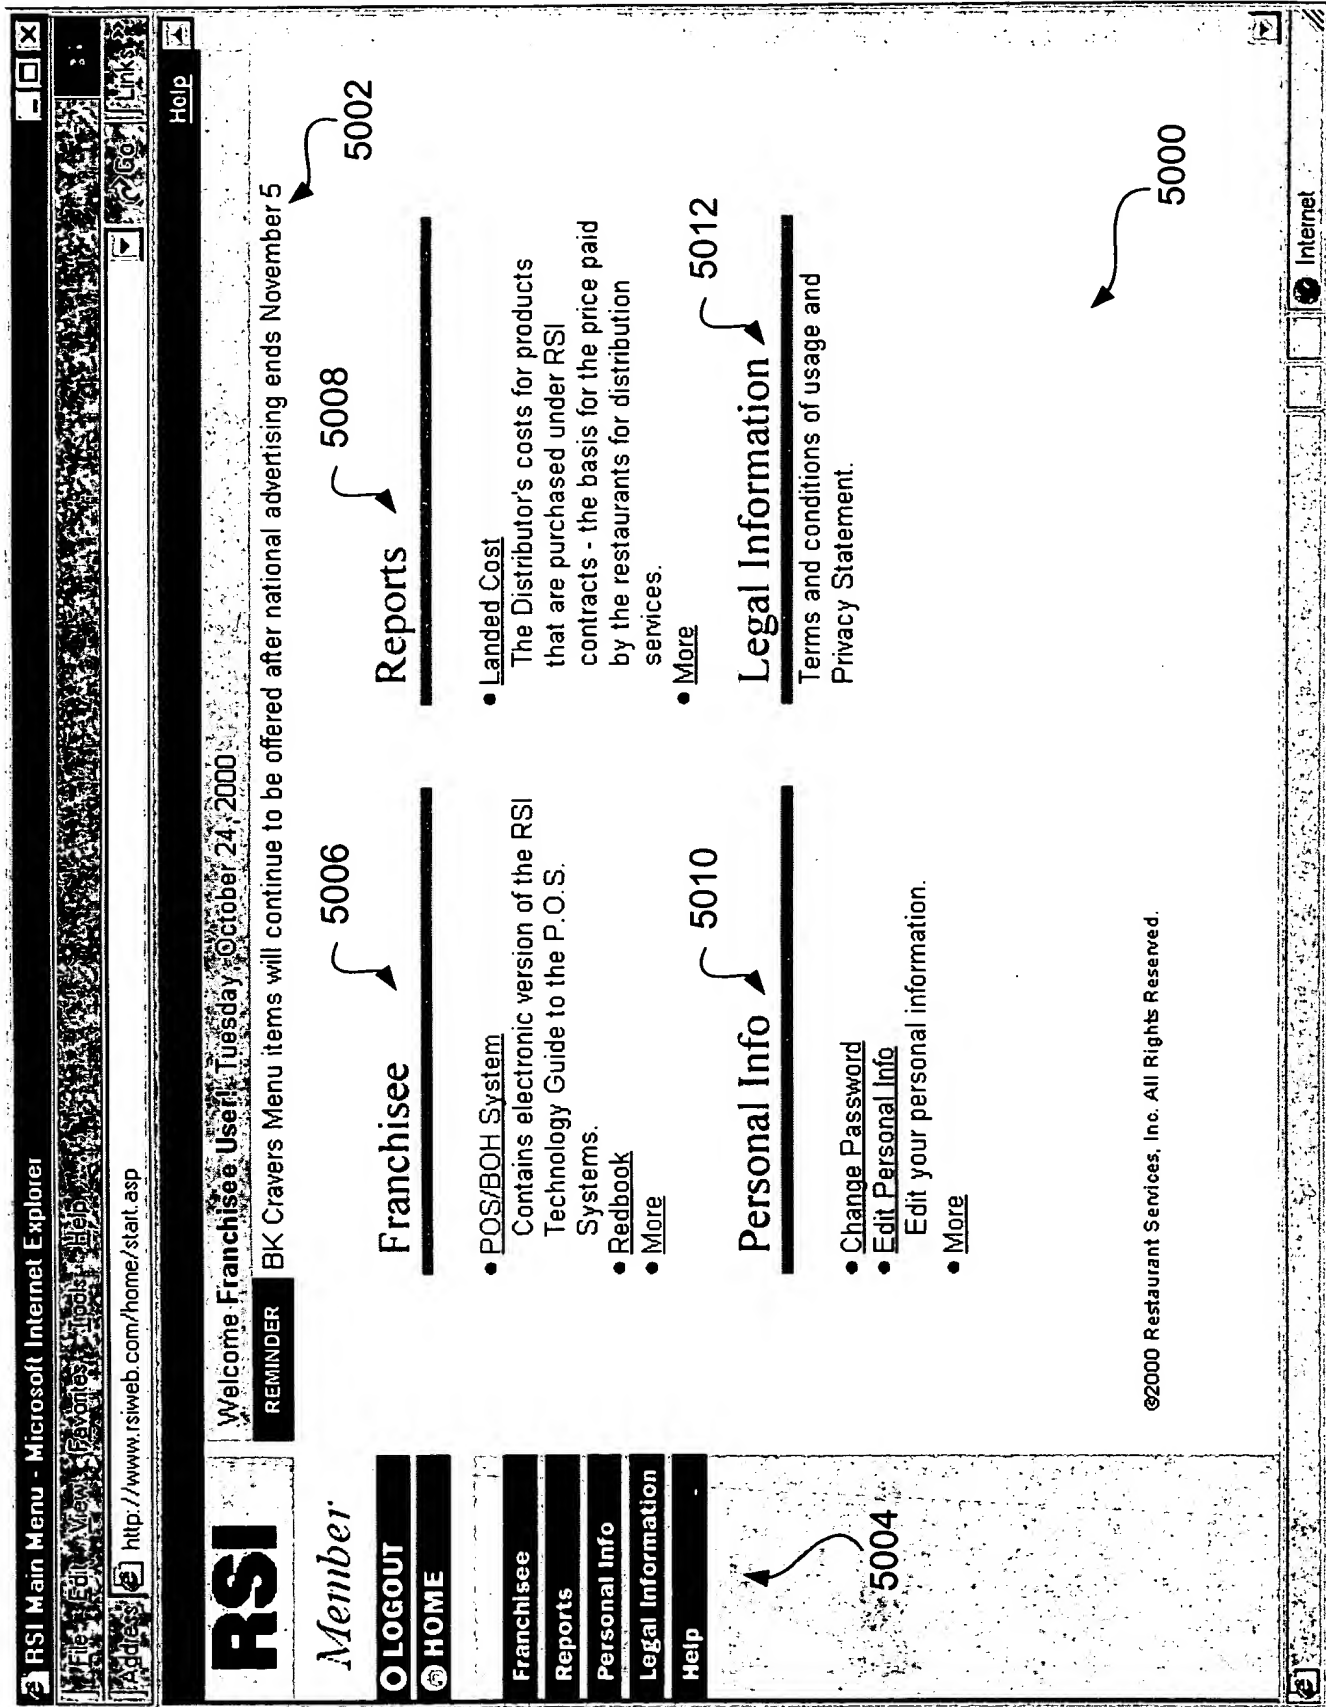 RSI Main Menu - Microsoft Internet Explorer
File Edit View Favorites Tools Help
Address http://www.rsiweb.com/home/start.asp Go Links »
Help
RSI
Welcome Franchisee User! Tuesday, October 24, 2000
REMINDER BK Cravers Menu items will continue to be offered after national advertising ends November 5
5002
Member
LOGOUT
HOME
Franchisee
Reports
Personal Info
Legal Information
Help
5004
5006
Franchisee
• POS/BOH System
Contains electronic version of the RSI
Technology Guide to the P.O.S.
Systems.
• Redbook
• More
5008
Reports
• Landed Cost
The Distributor's costs for products
that are purchased under RSI
contracts - the basis for the price paid
by the restaurants for distribution
services.
• More
5010
Personal Info
• Change Password
• Edit Personal Info
Edit your personal information.
• More
5012
Legal Information
Terms and conditions of usage and
Privacy Statement.
5000
©2000 Restaurant Services, Inc. All Rights Reserved.
Internet